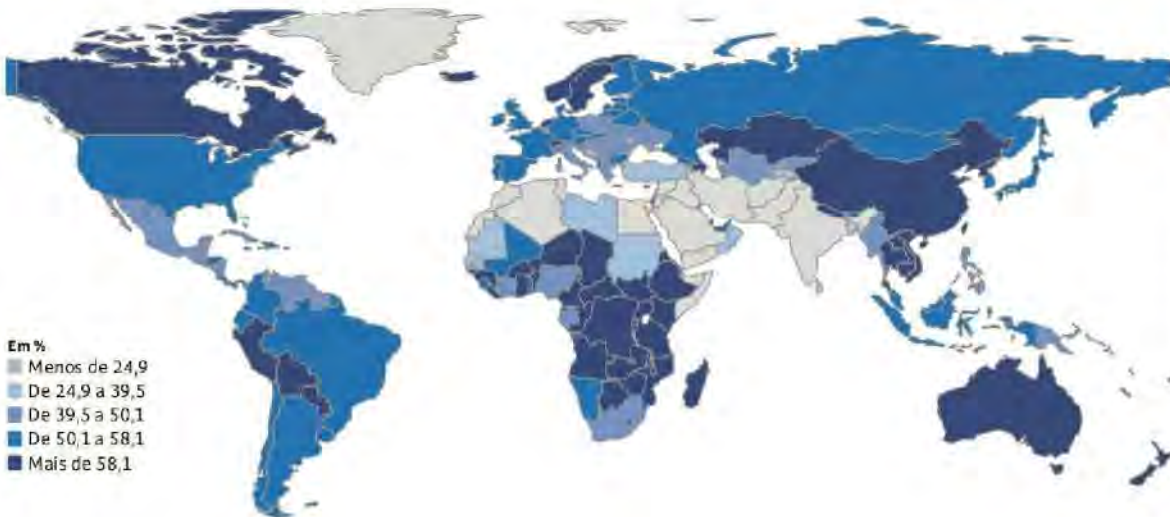 Em %
Menos de 24,9
De 24,9 a 39,5
De 39,5 a 50,1
De 50,1 a 58,1
Mais de 58,1